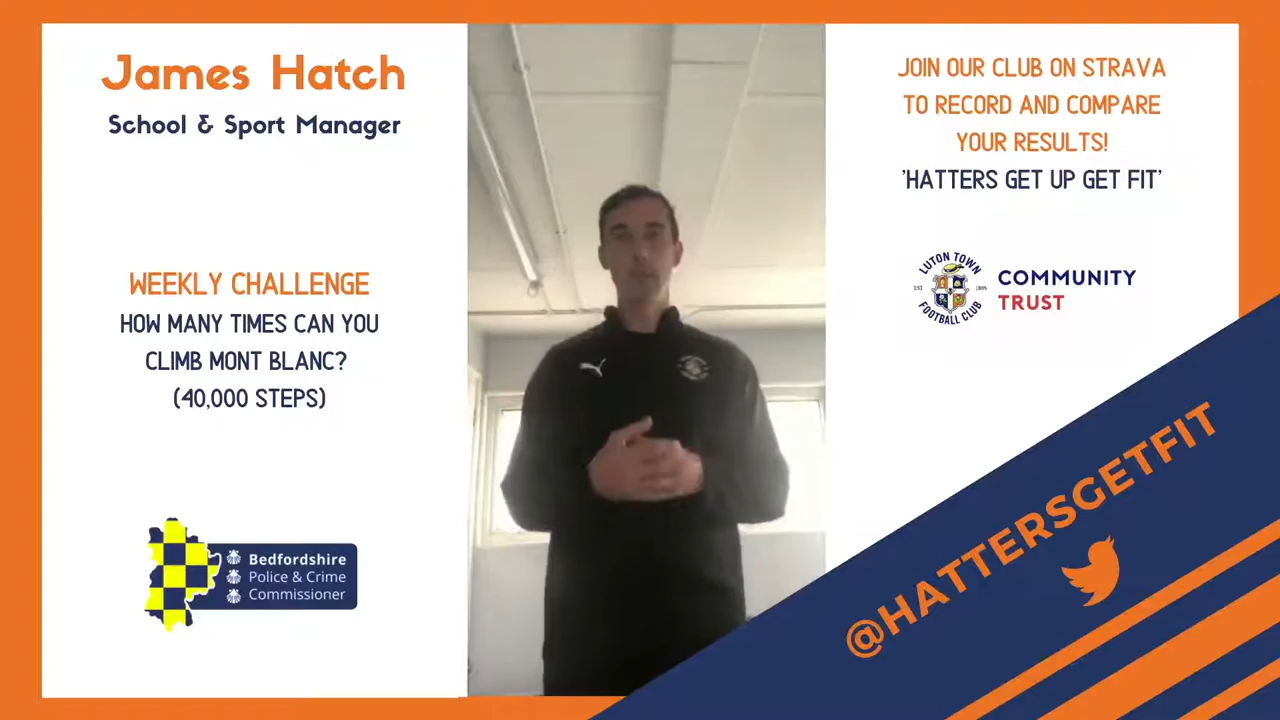 James Hatch
School & Sport Manager
WEEKLY CHALLENGE
HOW MANY TIMES CAN YOU
CLIMB MONT BLANC?
(40,000 STEPS)
Bedfordshire
Police & Crime
Commissioner
JOIN OUR CLUB ON STRAVA
TO RECORD AND COMPARE
YOUR RESULTS!
'HATTERS GET UP GET FIT'
LUTON TOWN
FOOTBALL CLUB
COMMUNITY
TRUST
@HATTERSGETFIT